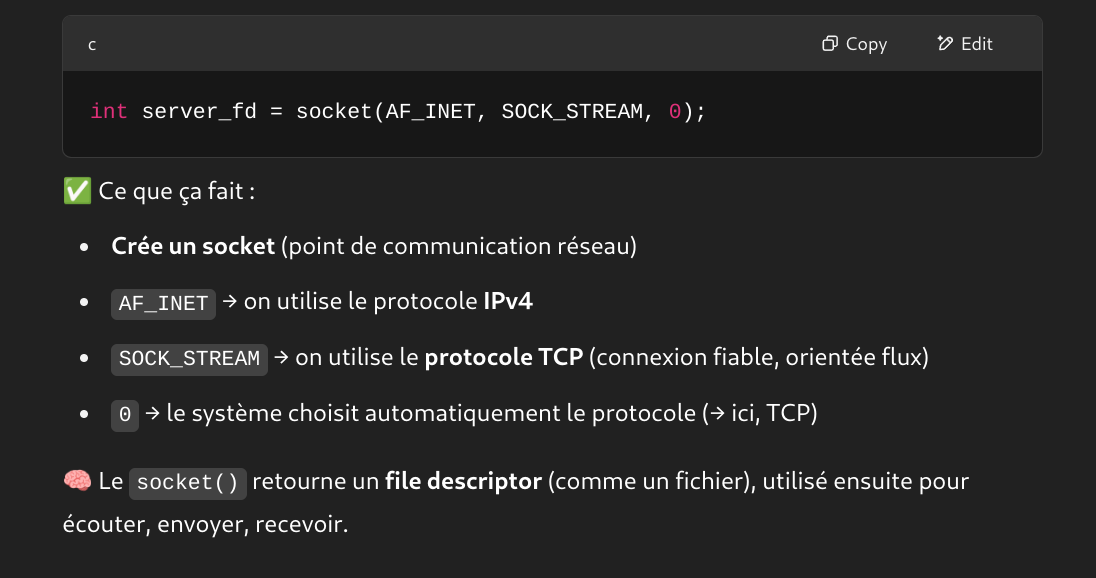 c Copy Edit
int server_fd = socket(AF_INET, SOCK_STREAM, 0);
✅ Ce que ça fait :
• Crée un socket (point de communication réseau)
• AF_INET → on utilise le protocole IPv4
• SOCK_STREAM → on utilise le protocole TCP (connexion fiable, orientée flux)
• 0 → le système choisit automatiquement le protocole (→ ici, TCP)
🧠 Le socket() retourne un file descriptor (comme un fichier), utilisé ensuite pour
écouter, envoyer, recevoir.